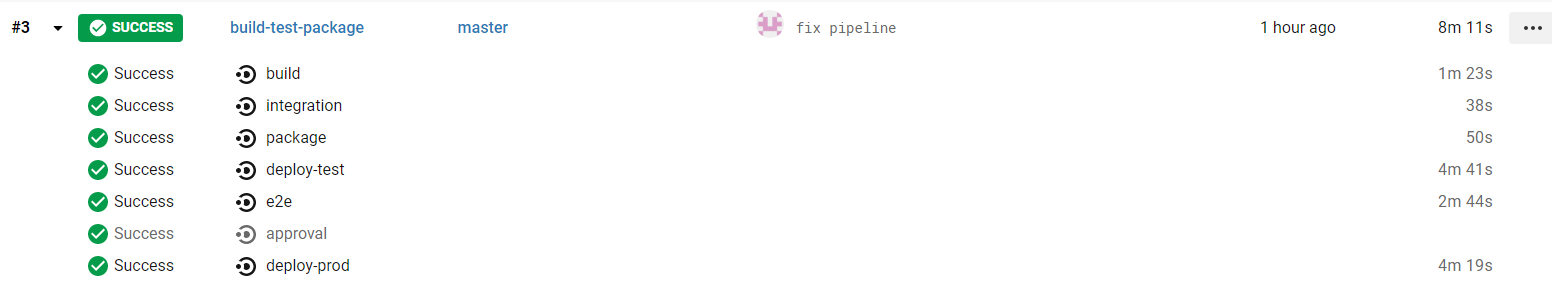 #3 SUCCESS build-test-package master fix pipeline 1 hour ago 8m 11s
Success build 1m 23s
Success integration 38s
Success package 50s
Success deploy-test 4m 41s
Success e2e 2m 44s
Success approval
Success deploy-prod 4m 19s